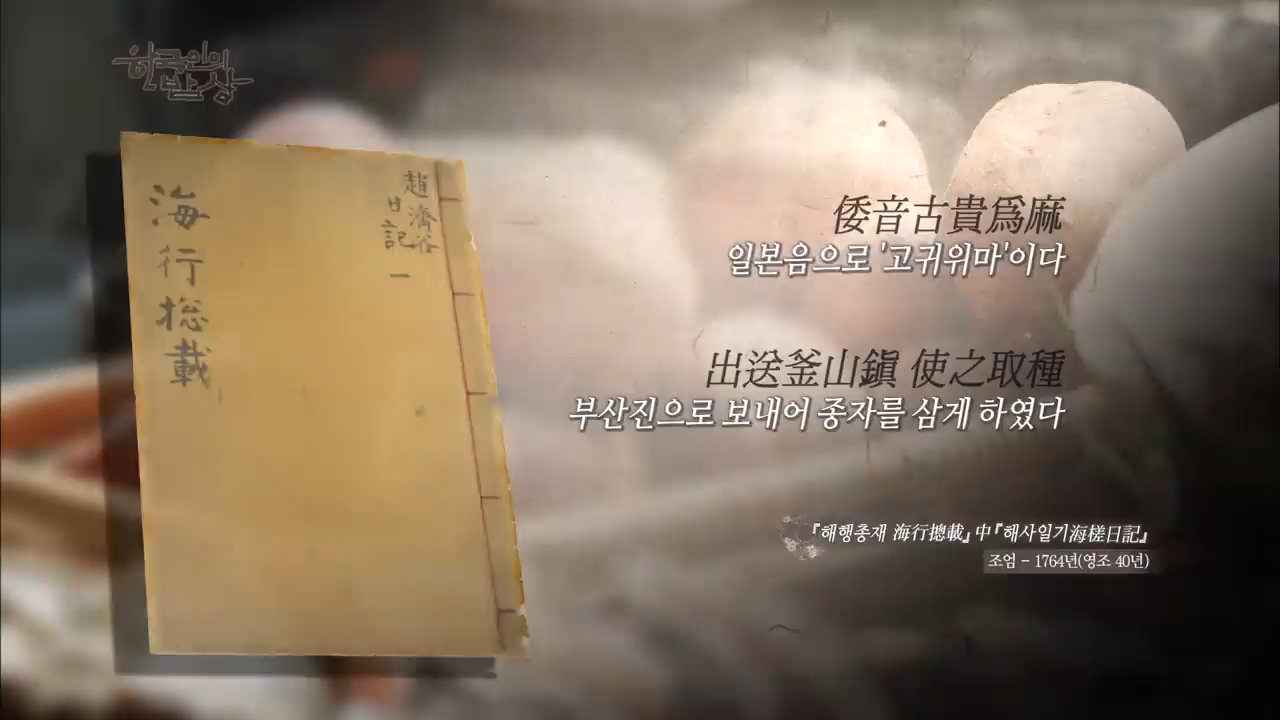 한국인의
밥상
海行捴載
趙濟谷
日記
一
倭音古貴爲麻
일본음으로 '고귀위마'이다
出送釜山鎭 使之取種
부산진으로 보내어 종자를 삼게 하였다
『해행총재 海行摠載』中『해사일기海槎日記』
조엄 - 1764년(영조 40년)